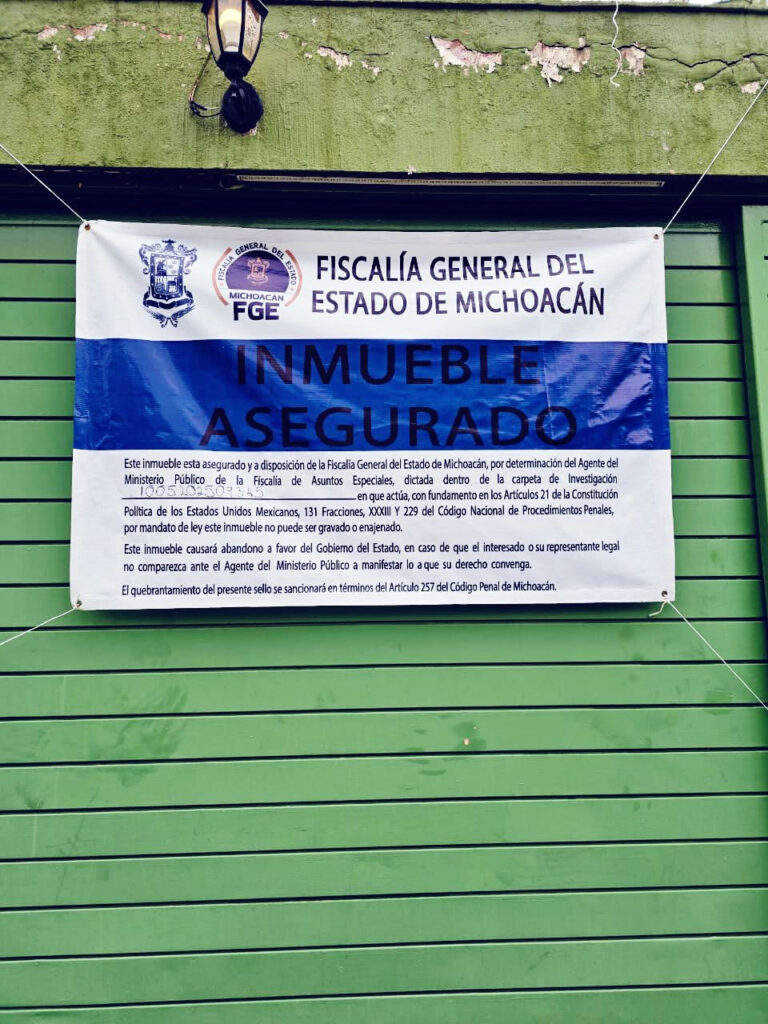 FISCALÍA GENERAL DEL ESTADO
MICHOACÁN
FGE
FISCALÍA GENERAL DEL
ESTADO DE MICHOACÁN
INMUEBLE
ASEGURADO
Este inmueble esta asegurado y a disposición de la Fiscalía General del Estado de Michoacán, por determinación del Agente del
Ministerio Público de la Fiscalía de Asuntos Especiales, dictada dentro de la carpeta de Investigación
en que actúa, con fundamento en los Artículos 21 de la Constitución
Política de los Estados Unidos Mexicanos, 131 Fracciones, XXXIII Y 229 del Código Nacional de Procedimientos Penales,
por mandato de ley este inmueble no puede ser gravado o enajenado.
Este inmueble causará abandono a favor del Gobierno del Estado, en caso de que el interesado o su representante legal
no comparezca ante el Agente del Ministerio Público a manifestar lo a que su derecho convenga.
El quebrantamiento del presente sello se sancionará en términos del Artículo 257 del Código Penal de Michoacán.